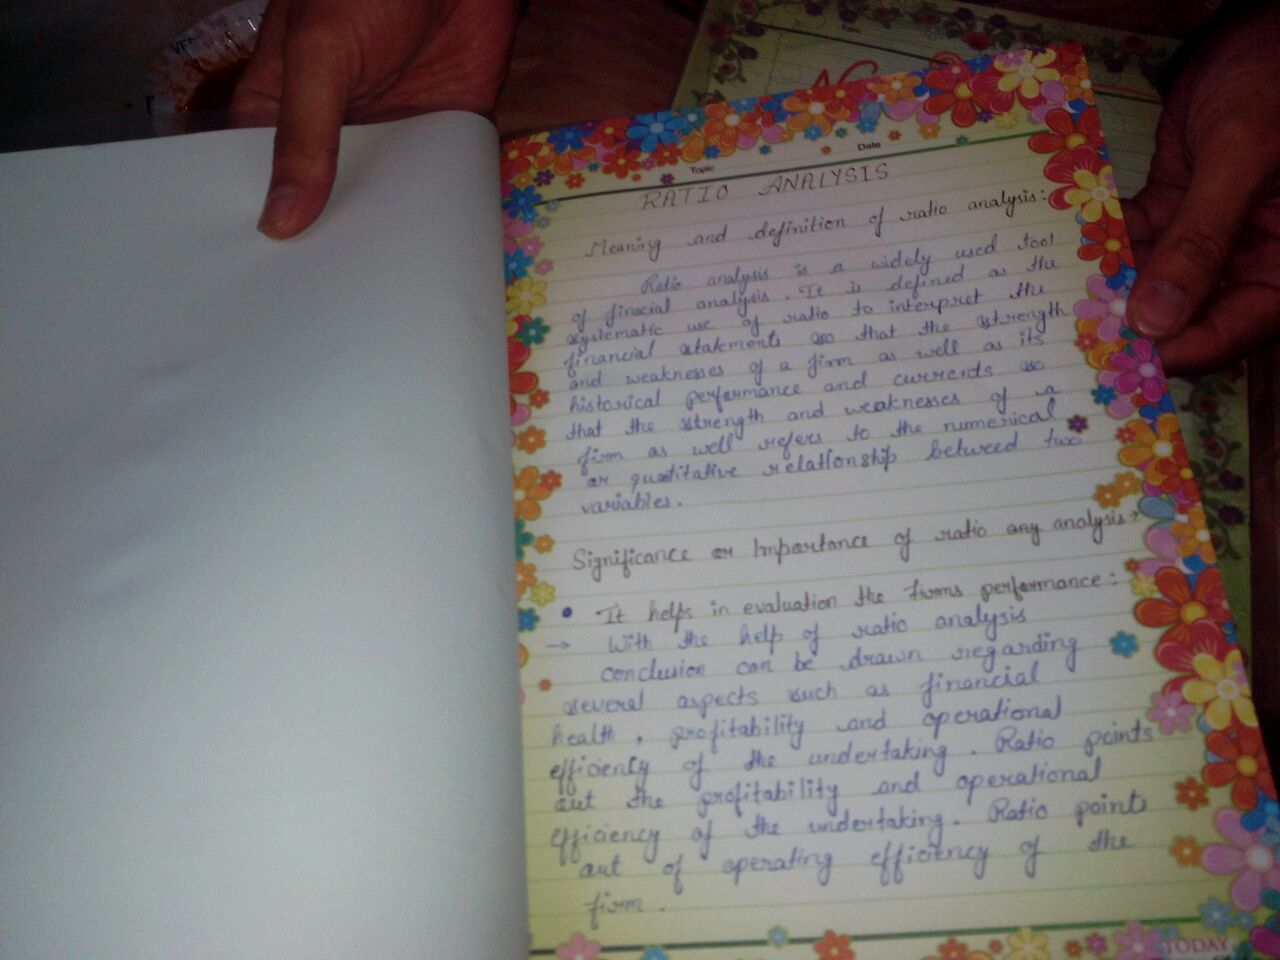 VE
Topic
Date
RATIO ANALYSIS
Meaning and definition of ratio analysis:
Ratio analysis is a widely used tool
of finacial analysis. It is defined as the
systematic use of ratio to interpret the
financial statements so that the strength
and weaknesses of a firm as well as its
historical performance and currends so
that the strength and weaknesses of a
firm as well refers to the numerical
or quatitative relationship betweed two
variables.
Significance or Importance of ratio any analysis→
• It helps in evaluation the firms performance:
→ With the help of ratio analysis
conclusion can be drawn regarding
several aspects such as financial
health, profitability and operational
efficiency of the undertaking. Ratio points
out the profitability and operational
efficiency of the undertaking. Ratio points
out of operating efficiency of the
firm.
TODAY